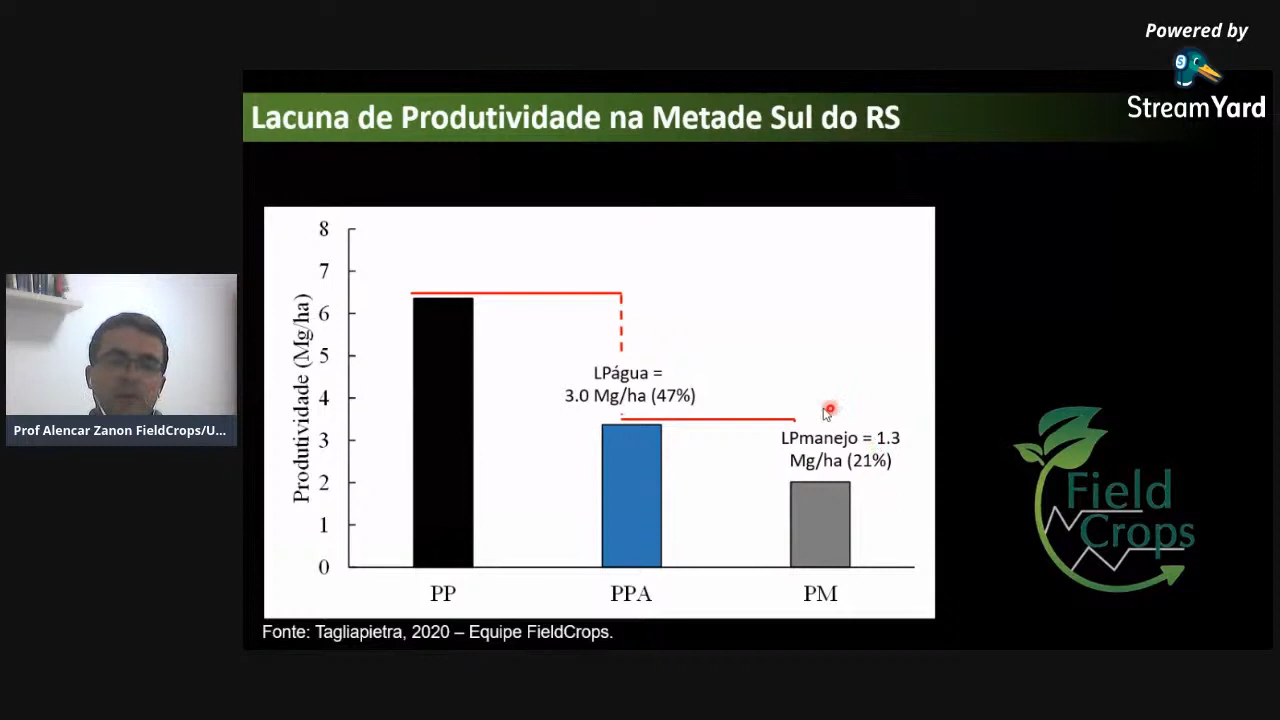 Powered by
StreamYard
Lacuna de Produtividade na Metade Sul do RS
Produtividade (Mg/ha)
8
7
6
5
4
3
2
1
0
LPágua =
3.0 Mg/ha (47%)
LPmanejo = 1.3
Mg/ha (21%)
PP
PPA
PM
Fonte: Tagliapietra, 2020 – Equipe FieldCrops.
Field
Crops
Prof Alencar Zanon FieldCrops/U...